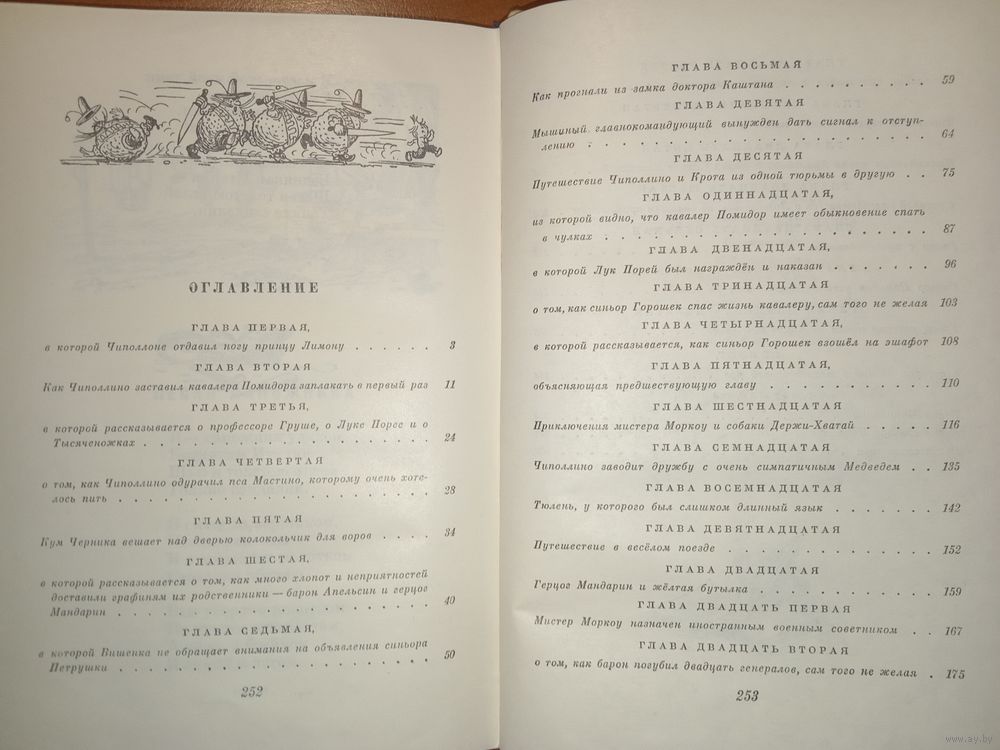 ОГЛАВЛЕНИЕ
ГЛАВА ПЕРВАЯ,
в которой Чиполлоне отдавил ногу принцу Лимону . . . . . . 3
ГЛАВА ВТОРАЯ
Как Чиполлино заставил кавалера Помидора заплакать в первый раз 11
ГЛАВА ТРЕТЬЯ,
в которой рассказывается о профессоре Груше, о Луке Порее и о
Тысяченожках . . . . . . . . . . . . . . . . . . . . 24
ГЛАВА ЧЕТВЕРТАЯ
о том, как Чиполлино одурачил пса Мастино, которому очень хоте-
лось пить . . . . . . . . . . . . . . . . . . . . . . 28
ГЛАВА ПЯТАЯ
Кум Черника вешает над дверью колокольчик для воров . . . . 34
ГЛАВА ШЕСТАЯ,
в которой рассказывается о том, как много хлопот и неприятностей
доставили графиням их родственники — барон Апельсин и герцог
Мандарин . . . . . . . . . . . . . . . . . . . . . . 40
ГЛАВА СЕДЬМАЯ,
в которой Вишенка не обращает внимания на объявления синьора
Петрушки . . . . . . . . . . . . . . . . . . . . . . 50
252
ГЛАВА ВОСЬМАЯ
Как прогнали из замка доктора Каштана . . . . . . . . . . 59
ГЛАВА ДЕВЯТАЯ
Мышиный главнокомандующий вынужден дать сигнал к отступ-
лению . . . . . . . . . . . . . . . . . . . . 64
ГЛАВА ДЕСЯТАЯ
Путешествие Чиполлино и Крота из одной тюрьмы в другую . . 75
ГЛАВА ОДИННАДЦАТАЯ,
из которой видно, что кавалер Помидор имеет обыкновение спать
в чулках . . . . . . . . . . . . . . . . . . . . . . 87
ГЛАВА ДВЕНАДЦАТАЯ,
в которой Лук Порей был награждён и наказан . . . . . . . 96
ГЛАВА ТРИНАДЦАТАЯ
о том, как синьор Горошек спас жизнь кавалеру, сам того не желая 103
ГЛАВА ЧЕТЫРНАДЦАТАЯ,
в которой рассказывается, как синьор Горошек взошёл на эшафот 108
ГЛАВА ПЯТНАДЦАТАЯ,
объясняющая предшествующую главу . . . . . . . . . . . 110
ГЛАВА ШЕСТНАДЦАТАЯ
Приключения мистера Моркоу и собаки Держи-Хватай . . . . . 116
ГЛАВА СЕМНАДЦАТАЯ
Чиполлино заводит дружбу с очень симпатичным Медведем . . 135
ГЛАВА ВОСЕМНАДЦАТАЯ
Тюлень, у которого был слишком длинный язык . . . . . . . 142
ГЛАВА ДЕВЯТНАДЦАТАЯ
Путешествие в весёлом поезде . . . . . . . . . . . . . . 152
ГЛАВА ДВАДЦАТАЯ
Герцог Мандарин и жёлтая бутылка . . . . . . . . . . . . 159
ГЛАВА ДВАДЦАТЬ ПЕРВАЯ
Мистер Моркоу назначен иностранным военным советником . . 167
ГЛАВА ДВАДЦАТЬ ВТОРАЯ
о том, как барон погубил двадцать генералов, сам того не желая . 175
253
www.ay.by